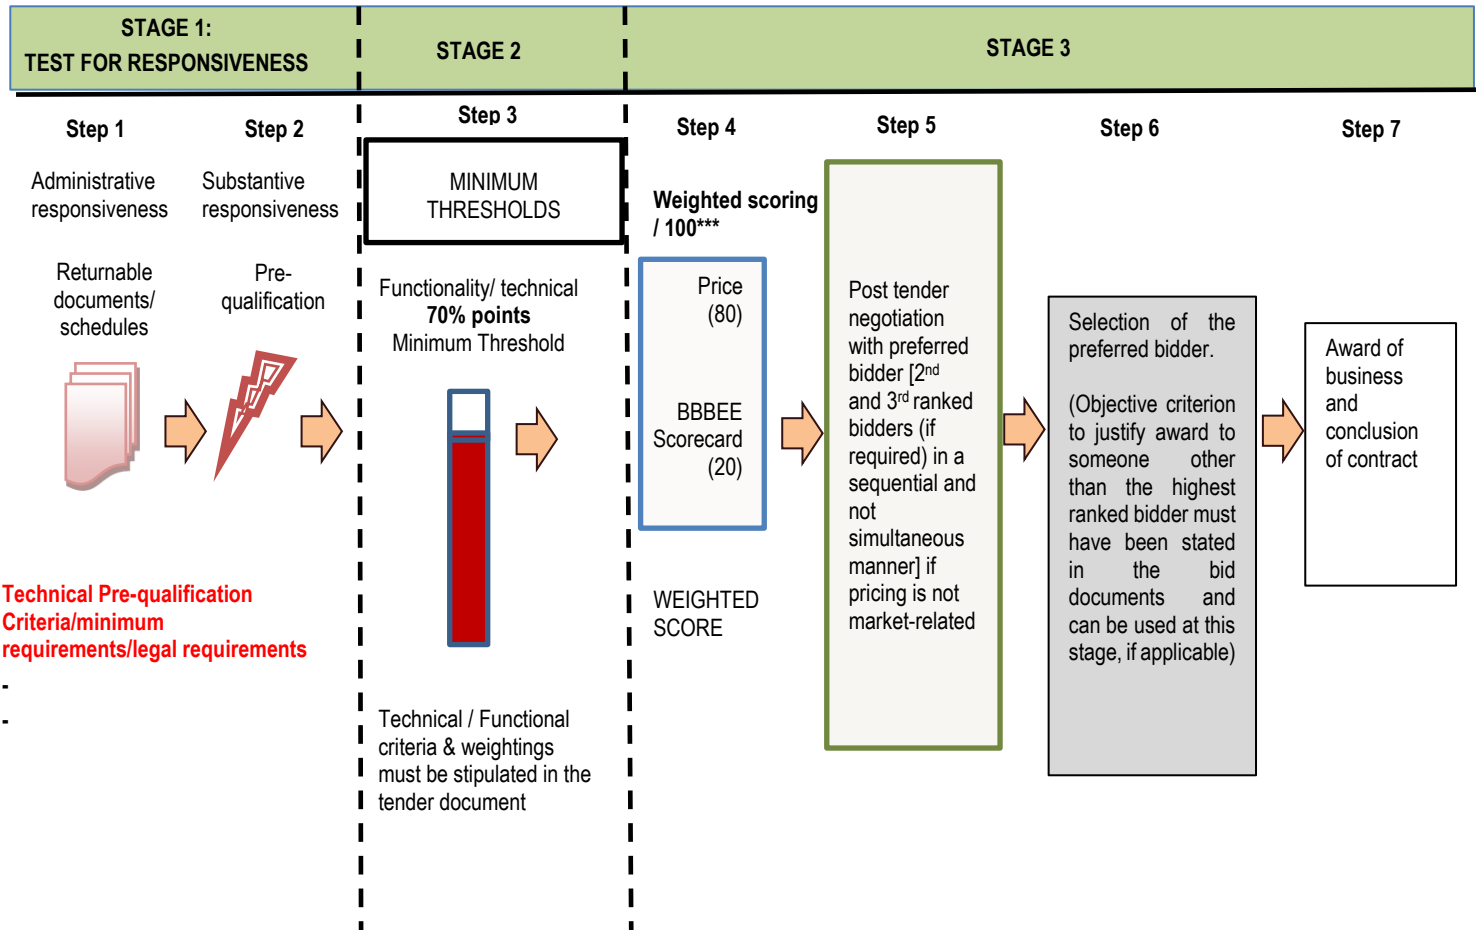 STAGE 1:
TEST FOR RESPONSIVENESS
STAGE 2
STAGE 3
Step 1
Administrative
responsiveness
Returnable
documents/
schedules
Step 2
Substantive
responsiveness
Pre-
qualification
Technical Pre-qualification
Criteria/minimum
requirements/legal requirements
-
-
Step 3
MINIMUM
THRESHOLDS
Functionality/ technical
70% points
Minimum Threshold
Technical / Functional
criteria & weightings
must be stipulated in the
tender document
Step 4
Weighted scoring
/ 100***
Price
(80)
BBBEE
Scorecard
(20)
WEIGHTED
SCORE
Step 5
Post tender
negotiation
with preferred
bidder [2nd
and 3rd ranked
bidders (if
required) in a
sequential and
not
simultaneous
manner] if
pricing is not
market-related
Step 6
Selection of the
preferred bidder.
(Objective criterion
to justify award to
someone other
than the highest
ranked bidder must
have been stated
in the bid
documents and
can be used at this
stage, if applicable)
Step 7
Award of
business
and
conclusion
of contract